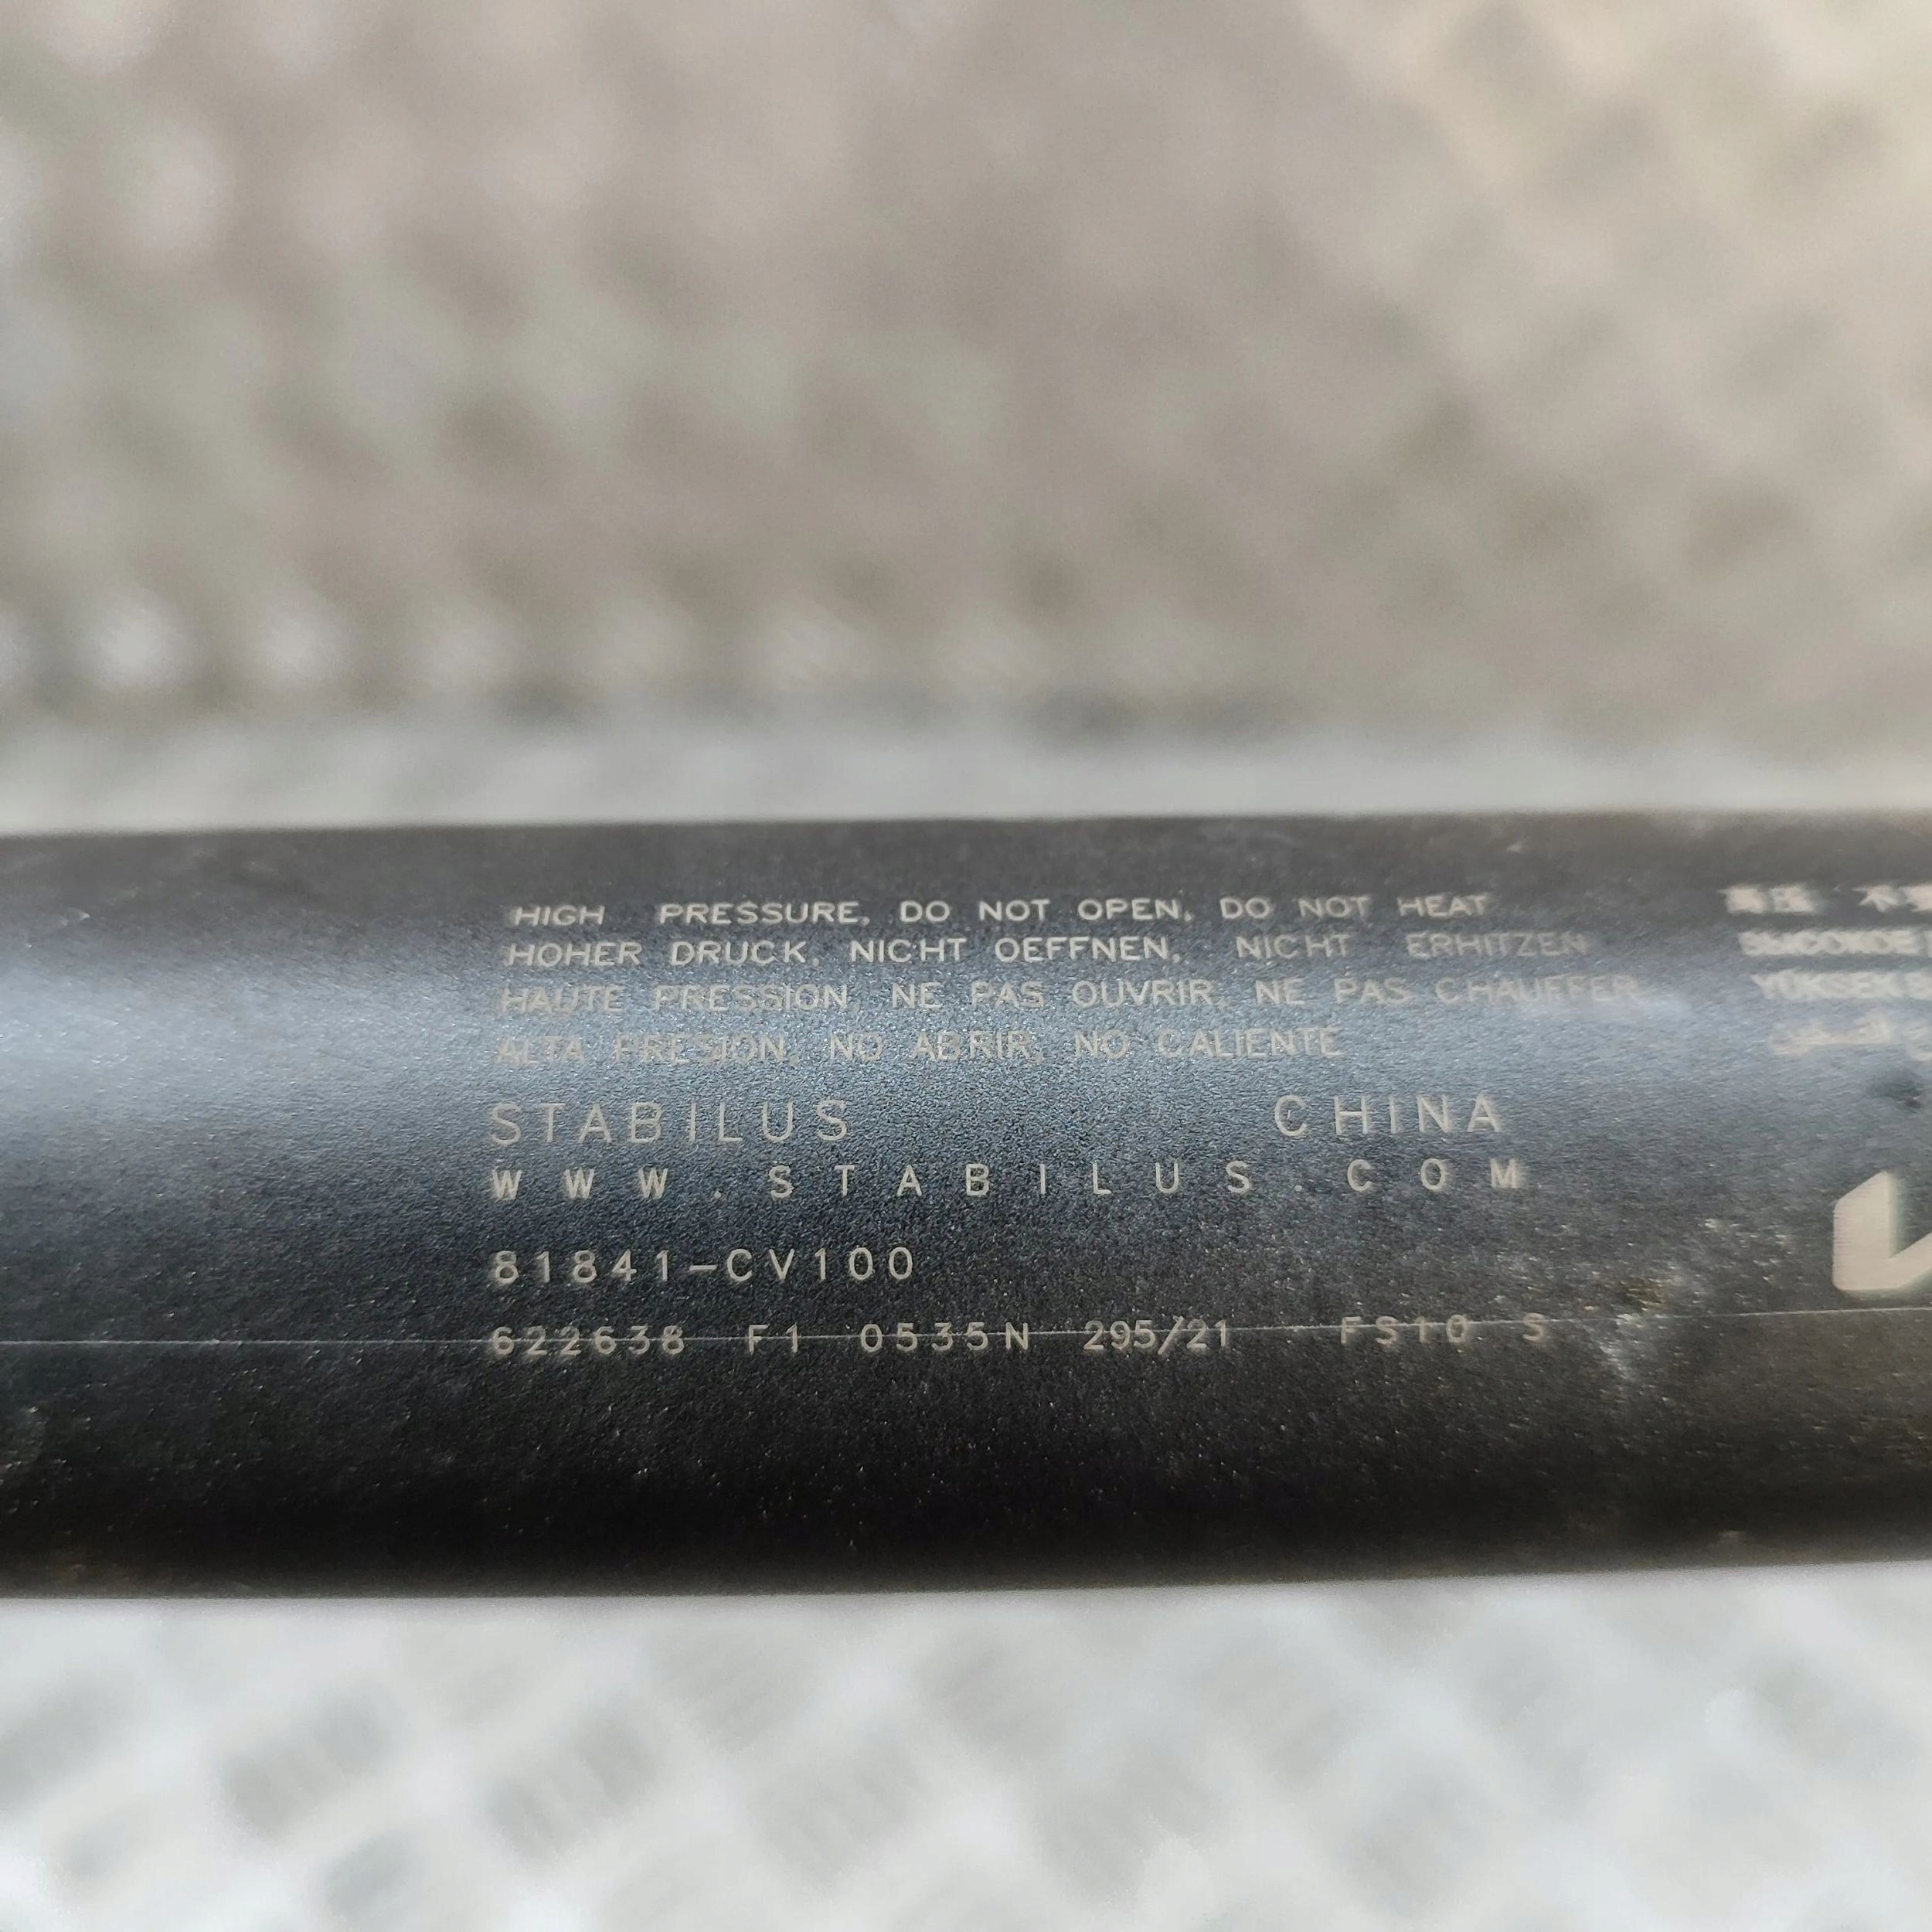 HIGH PRESSURE, DO NOT OPEN, DO NOT HEAT
HOHER DRUCK, NICHT OEFFNEN, NICHT ERHITZEN
HAUTE PRESSION, NE PAS OUVRIR, NE PAS CHAUFFER
ALTA PRESION, NO ABRIR, NO CALIENTE
STABILUS CHINA
WWW.STABILUS.COM
81841-CV100
622638 F1 0535N 295/21 FS10 S
YÜKSEK